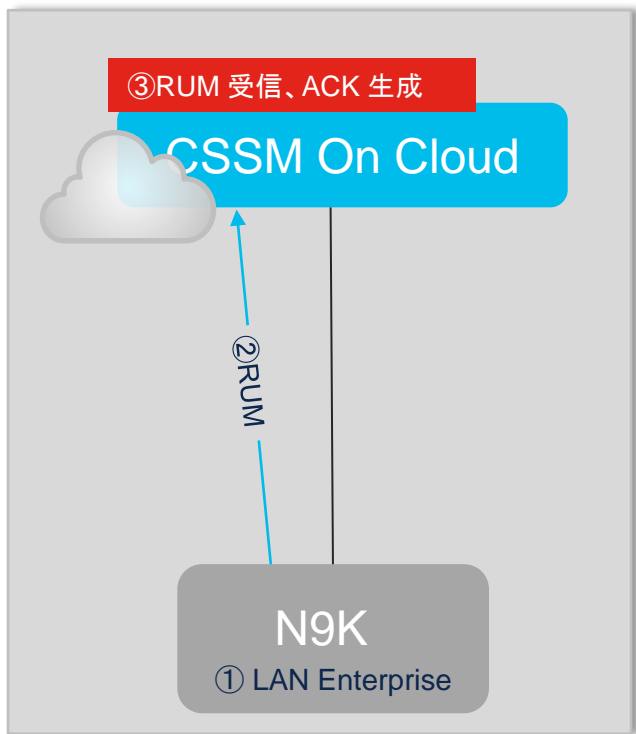 ③RUM 受信、ACK 生成
CSSM On Cloud
②RUM
N9K
① LAN Enterprise